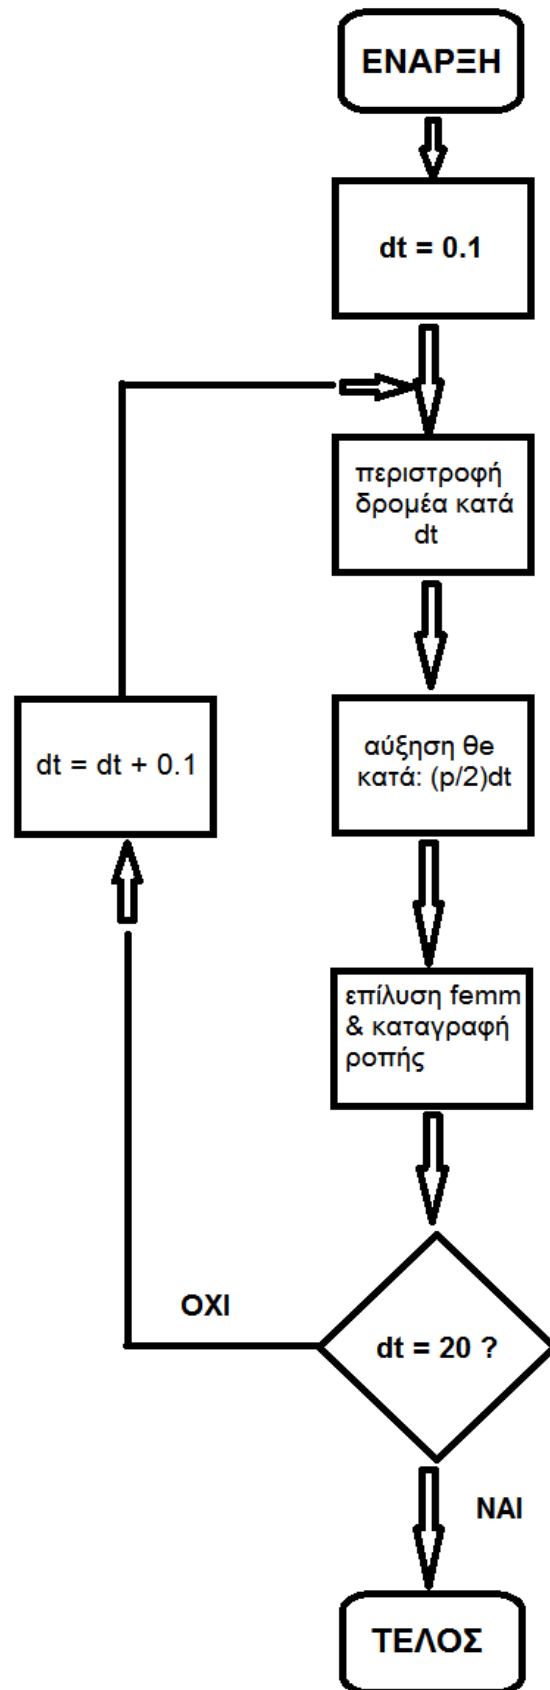 ΕΝΑΡΞΗ
dt = 0.1
περιστροφή
δρομέα κατά
dt
dt = dt + 0.1
αύξηση θe
κατά: (p/2)dt
επίλυση femm
& καταγραφή
ροπής
ΟΧΙ
dt = 20 ?
ΝΑΙ
ΤΕΛΟΣ